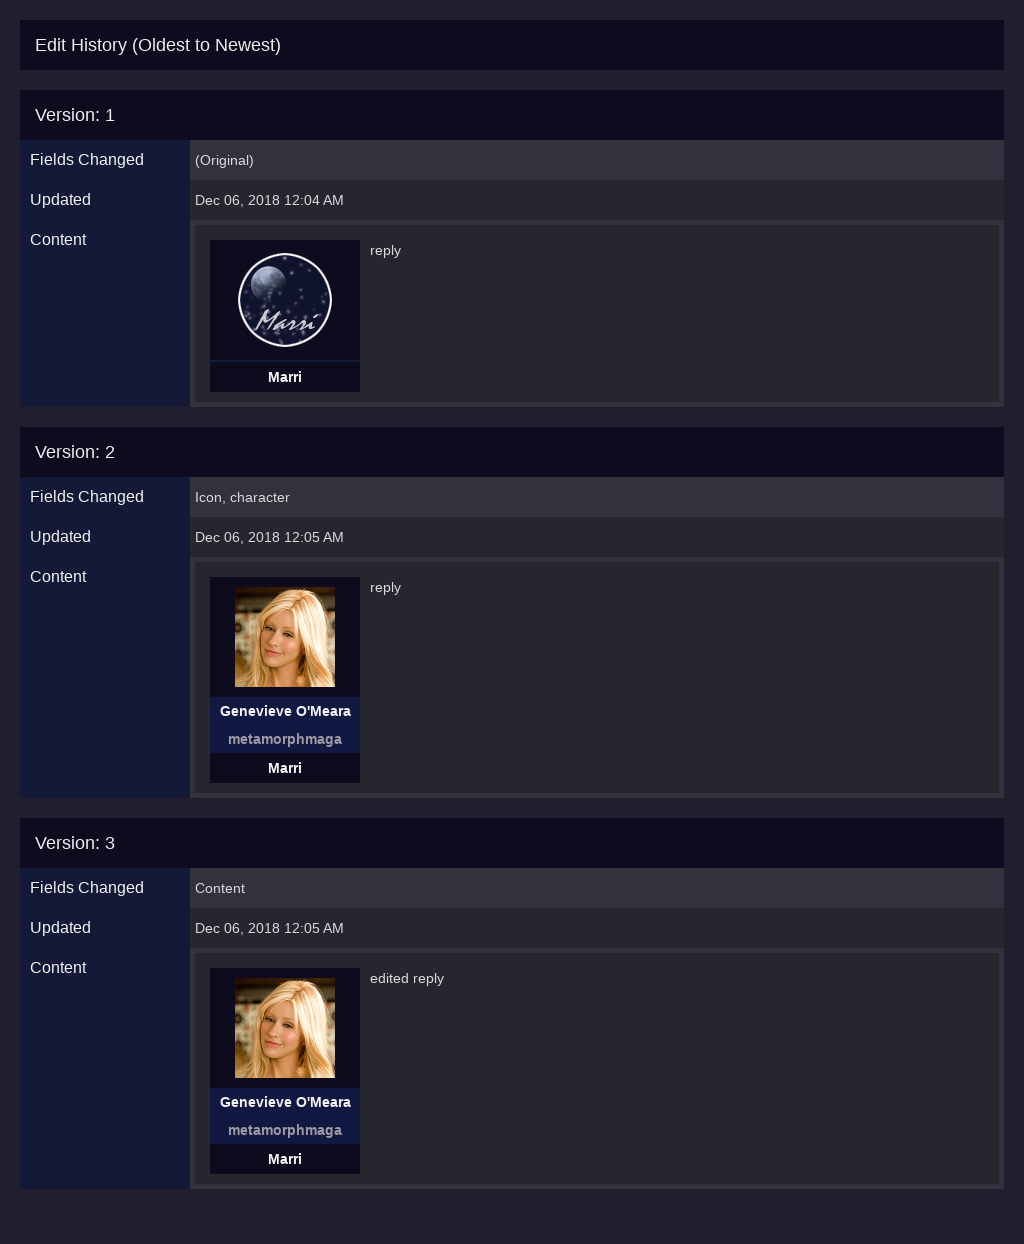 Edit History (Oldest to Newest)
Version: 1
Fields Changed
(Original)
Updated
Dec 06, 2018 12:04 AM
Content
reply
Marri
Marri
Version: 2
Fields Changed
Icon, character
Updated
Dec 06, 2018 12:05 AM
Content
reply
Genevieve O'Meara
metamorphmaga
Marri
Version: 3
Fields Changed
Content
Updated
Dec 06, 2018 12:05 AM
Content
edited reply
Genevieve O'Meara
metamorphmaga
Marri